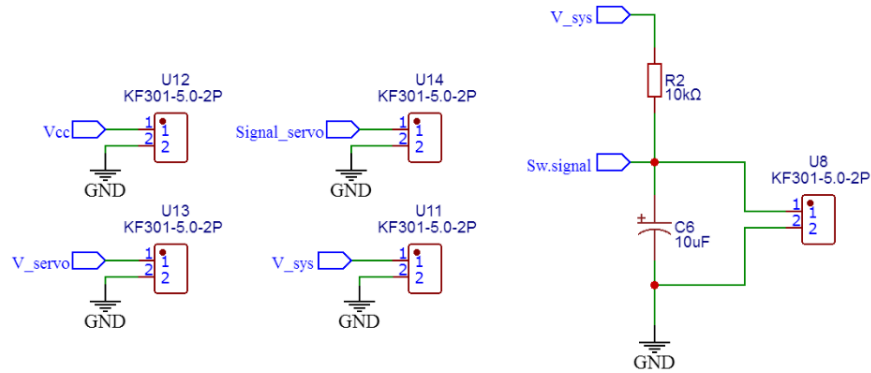 U12
KF301-5.0-2P
Vcc
1
2
1
2
GND
U14
KF301-5.0-2P
Signal_servo
1
2
1
2
GND
U13
KF301-5.0-2P
V_servo
1
2
1
2
GND
U11
KF301-5.0-2P
V_sys
1
2
1
2
GND
V_sys
R2
10kΩ
Sw.signal
U8
KF301-5.0-2P
1
2
1
2
+
C6
10uF
GND